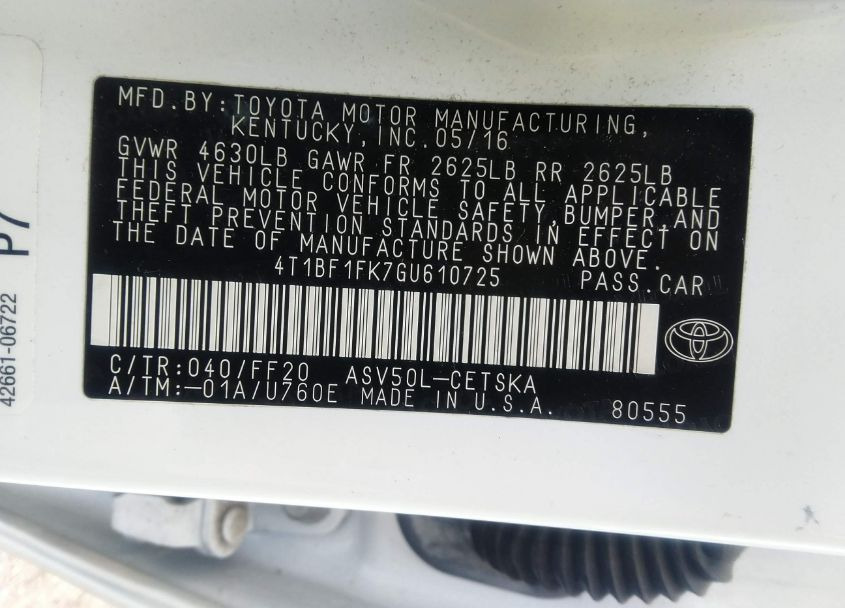 MFD.BY:TOYOTA MOTOR MANUFACTURING,
KENTUCKY,INC.05/16
GVWR 4630LB GAWR FR 2625LB RR 2625LB
THIS VEHICLE CONFORMS TO ALL APPLICABLE
FEDERAL MOTOR VEHICLE SAFETY,BUMPER,AND
THEFT PREVENTION STANDARDS IN EFFECT ON
THE DATE OF MANUFACTURE SHOWN ABOVE.
4T1BF1FK7GU610725 PASS.CAR
C/TR:040/FF20 ASV50L-CETSKA
A/TM:-01A/U760E MADE IN U.S.A. 80555
P7
42661-06722